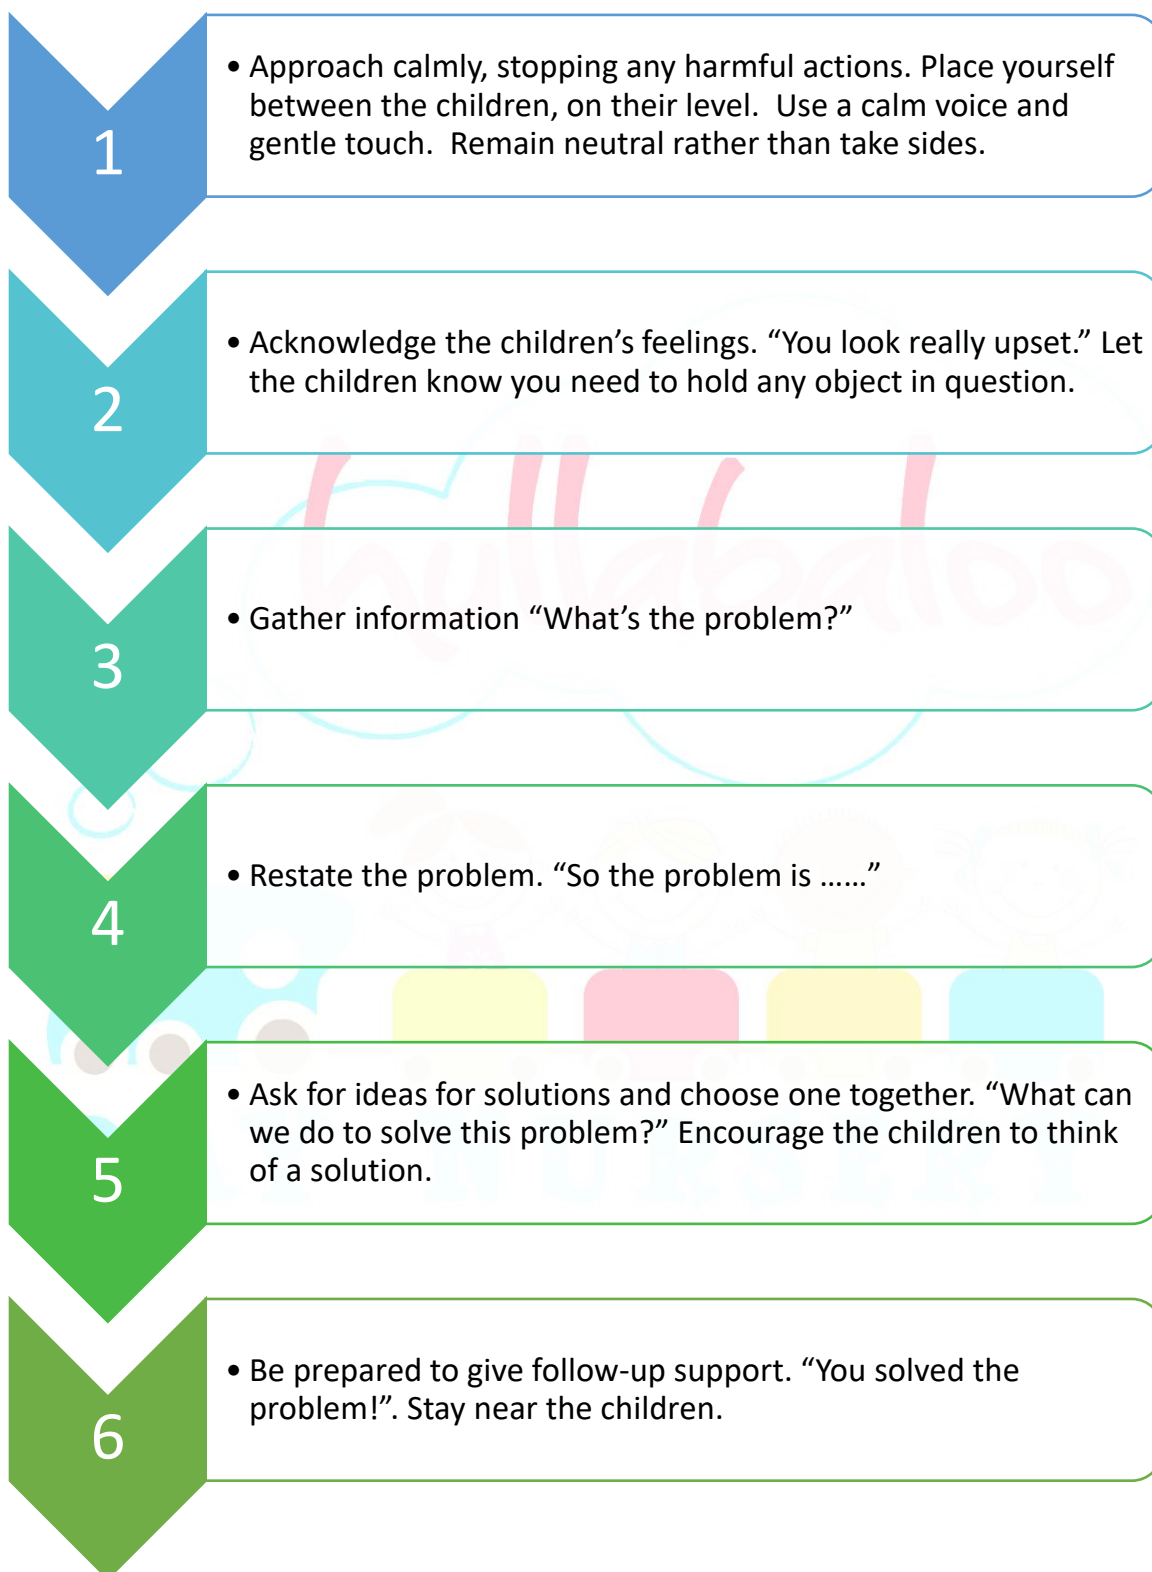 1
• Approach calmly, stopping any harmful actions. Place yourself
between the children, on their level.  Use a calm voice and
gentle touch.  Remain neutral rather than take sides.
2
• Acknowledge the children’s feelings. “You look really upset.” Let
the children know you need to hold any object in question.
hullabaloo
3
• Gather information “What’s the problem?”
4
• Restate the problem. “So the problem is ……”
5
• Ask for ideas for solutions and choose one together. “What can
we do to solve this problem?” Encourage the children to think
of a solution.
NURSERY
6
• Be prepared to give follow-up support. “You solved the
problem!”. Stay near the children.